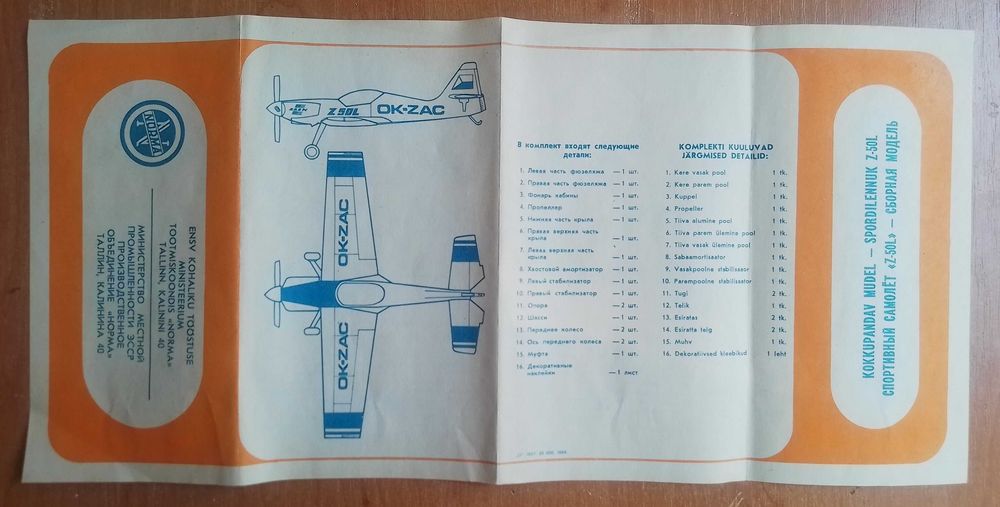 NORMA
ENSV KOHALIKU TÖÖSTUSE
MINISTEERIUM
TOOTMISKOONDIS «NORMA»
TALLINN, KALININI 40
МИНИСТЕРСТВО МЕСТНОЙ
ПРОМЫШЛЕННОСТИ ЭССР
ПРОИЗВОДСТВЕННОЕ
ОБЪЕДИНЕНИЕ «НОРМА»
ТАЛЛИН, КАЛИНИНА 40
Z 50L
OK-ZAC
OK-ZAC
OK-ZAC
В комплект входят следующие
детали:
1. Левая часть фюзеляжа — 1 шт.
2. Правая часть фюзеляжа — 1 шт.
3. Фонарь кабины — 1 шт.
4. Пропеллер — 1 шт.
5. Нижняя часть крыла — 1 шт.
6. Правая верхняя часть
крыла — 1 шт.
7. Левая верхняя часть
крыла — 1 шт.
8. Хвостовой амортизатор — 1 шт.
9. Левый стабилизатор — 1 шт.
10. Правый стабилизатор — 1 шт.
11. Опора — 2 шт.
12. Шасси — 1 шт.
13. Переднее колесо — 2 шт.
14. Ось переднего колеса — 2 шт.
15. Муфта — 1 шт.
16. Декоративные
наклейки — 1 лист
KOMPLEKTI KUULUVAD
JÄRGMISED DETAILID:
1. Kere vasak pool 1 tk.
2. Kere parem pool 1 tk.
3. Kuppel 1 tk.
4. Propeller 1 tk.
5. Tiiva alumine pool 1 tk.
6. Tiiva parem ülemine pool 1 tk.
7. Tiiva vasak ülemine pool 1 tk.
8. Sabaamortisaator 1 tk.
9. Vasakpoolne stabilisaator 1 tk.
10. Parempoolne stabilisaator 1 tk.
11. Tugi 2 tk.
12. Telik 1 tk.
13. Esiratas 2 tk.
14. Esiratta telg 2 tk.
15. Muhv 1 tk.
16. Dekoratiivsed kleebikud 1 leht
KOKKUPANDAV MUDEL — SPORDILENNUK Z-50L
СПОРТИВНЫЙ САМОЛЁТ «Z-50L» — СБОРНАЯ МОДЕЛЬ